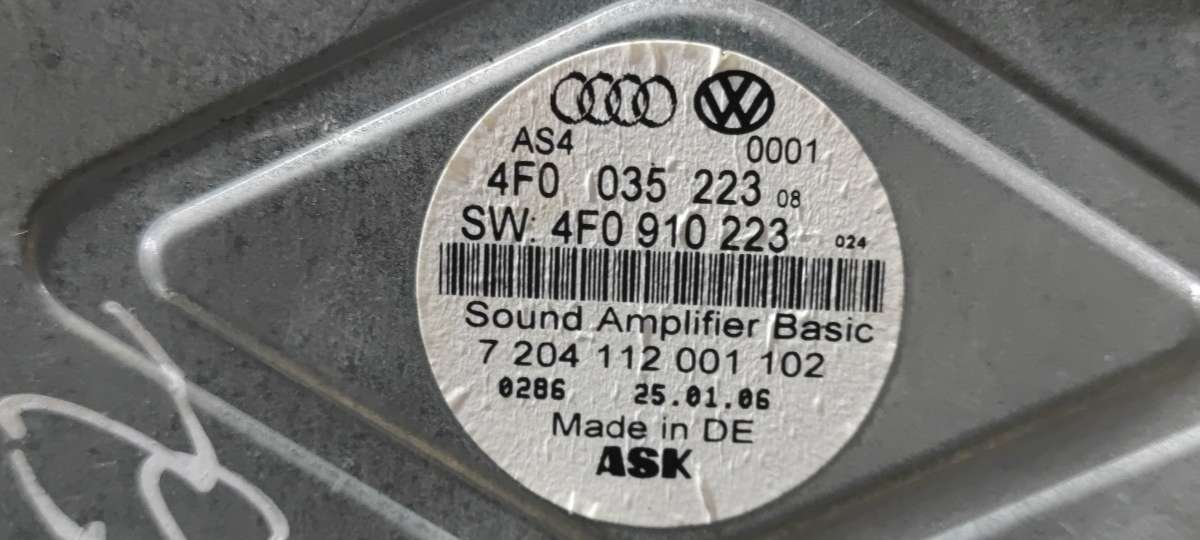 AS4 0001
4F0 035 223 08
SW: 4F0 910 223 024
Sound Amplifier Basic
7 204 112 001 102
0286 25.01.06
Made in DE
ASK